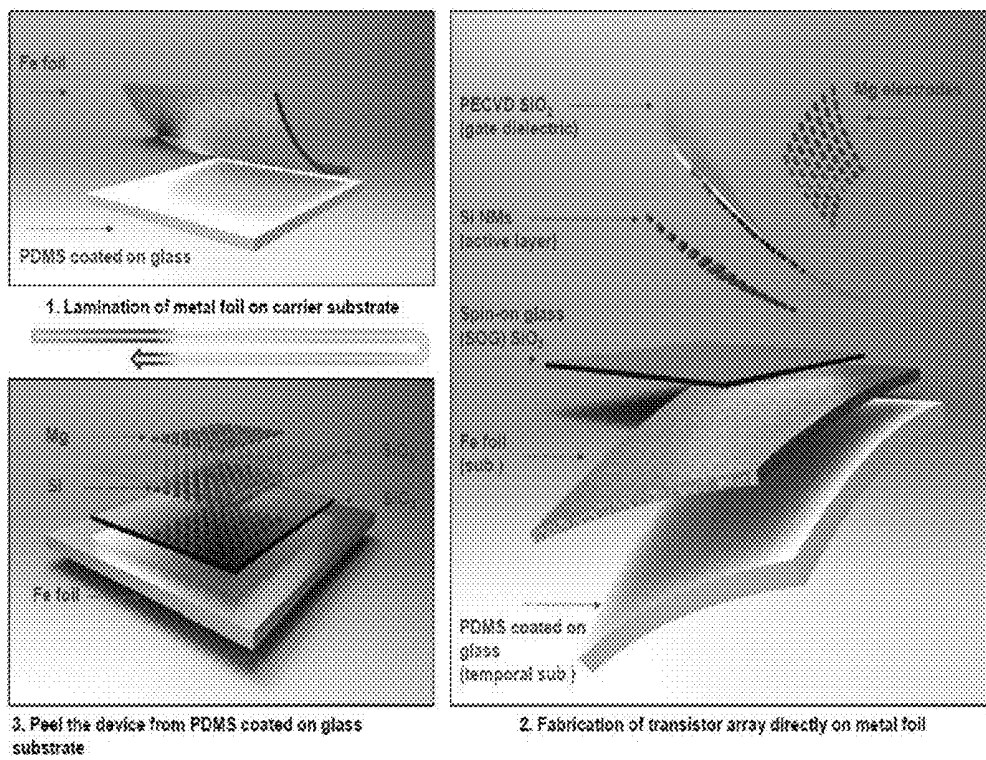 Fe foil
PDMS coated on glass
1. Lamination of metal foil on carrier substrate
PECVD SiO₂
(gate dielectric)
Mg electrodes
Si NMs
(active layer)
Spin-on glass
(SOG) SiO₂
Fe foil
(sub.)
PDMS coated on
glass
(temporal sub.)
2. Fabrication of transistor array directly on metal foil
Mg
Si
Fe foil
3. Peel the device from PDMS coated on glass
substrate